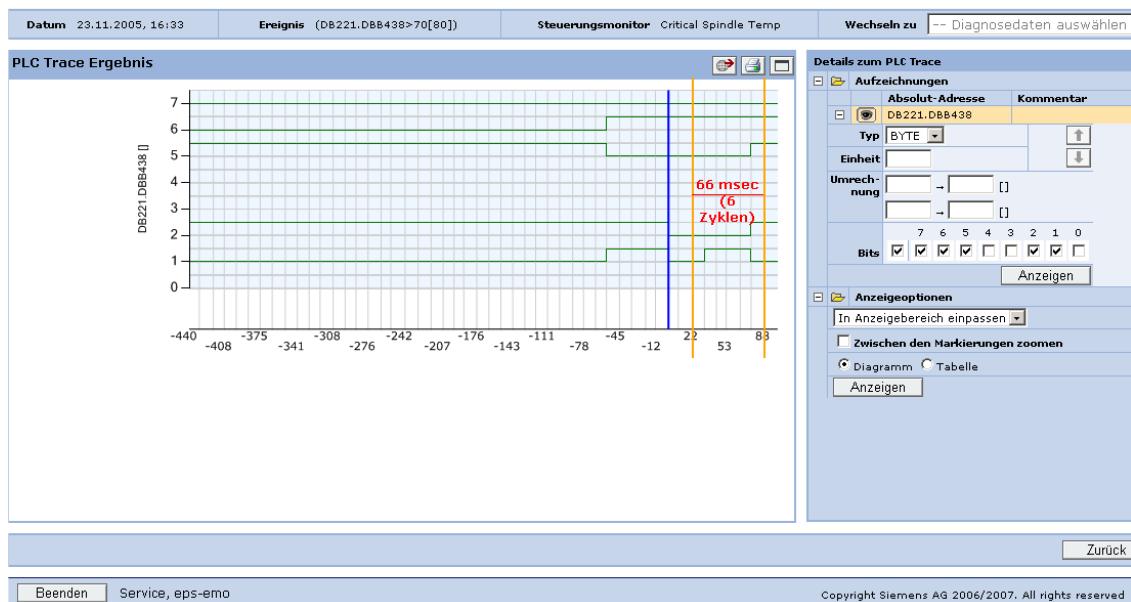 Datum 23.11.2005, 16:33 Ereignis (DB221.DBB438>70[80]) Steuerungsmonitor Critical Spindle Temp Wechseln zu -- Diagnosedaten auswählen
PLC Trace Ergebnis
7
6
5
4
3
2
1
0
DB221.DBB438 []
66 msec
(6
Zyklen)
-440 -375 -308 -242 -176 -111 -45 22 88
-408 -341 -276 -207 -143 -78 -12 53
Details zum PLC Trace
Aufzeichnungen
Absolut-Adresse Kommentar
DB221.DBB438
Typ BYTE
Einheit
Umrech-
nung → []
→ []
7 6 5 4 3 2 1 0
Bits
Anzeigen
Anzeigeoptionen
In Anzeigebereich einpassen
Zwischen den Markierungen zoomen
Diagramm Tabelle
Anzeigen
Zurück
Beenden Service, eps-emo Copyright Siemens AG 2006/2007. All rights reserved